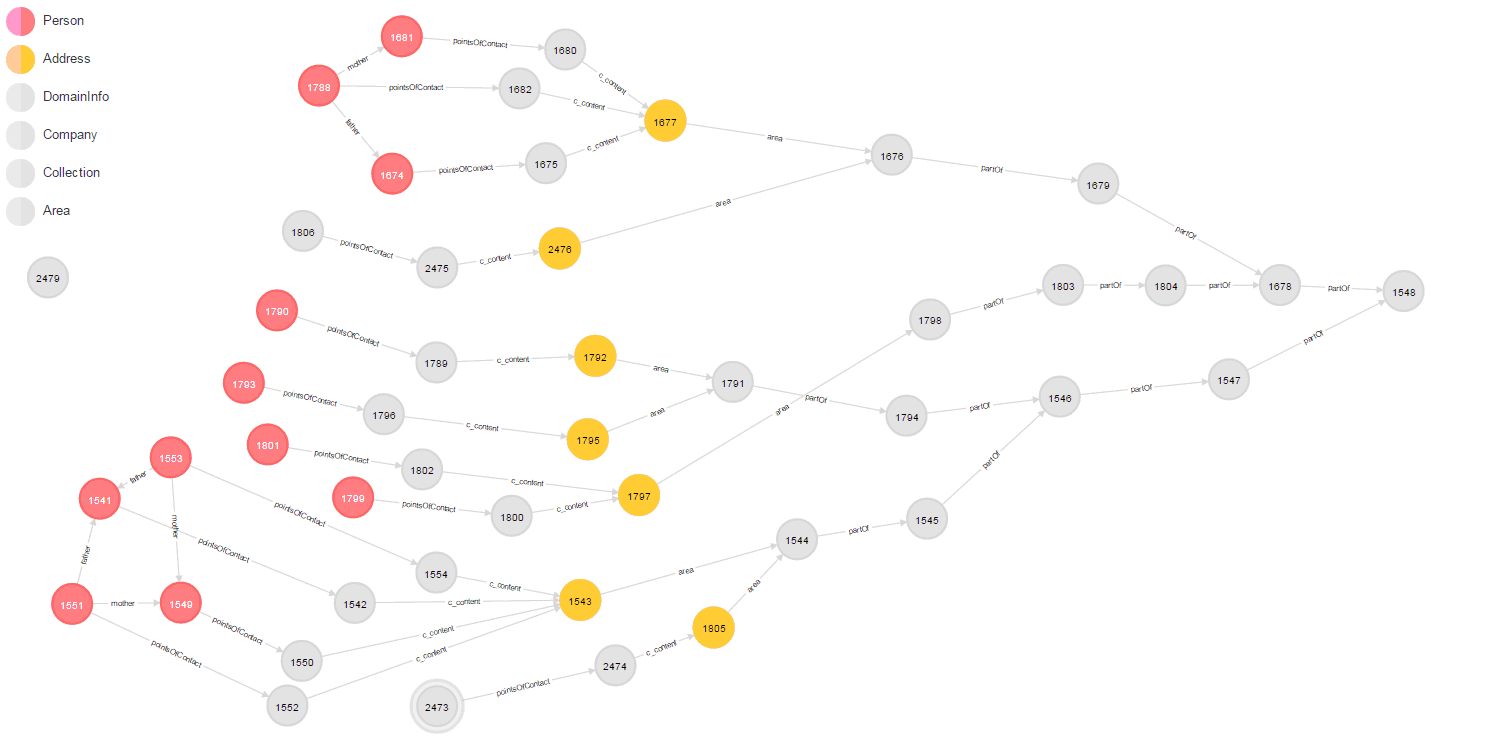 Person
Address
DomainInfo
Company
Collection
Area
1681
pointsOfContact
1680
mother
c_content
1788
pointsOfContact
1682
c_content
1677
father
area
1676
1674
pointsOfContact
1675
c_content
partOf
1679
area
1806
pointsOfContact
2475
c_content
2476
partOf
2479
1803
partOf
1804
partOf
1678
partOf
1548
1790
pointsOfContact
1798
partOf
1789
c_content
1792
area
1791
partOf
1793
pointsOfContact
1796
c_content
1795
area
area
partOf
1794
partOf
1546
partOf
1547
1801
pointsOfContact
1802
c_content
1797
1553
father
1541
1799
pointsOfContact
1800
c_content
partOf
mother
pointsOfContact
1545
father
pointsOfContact
1544
partOf
1554
c_content
area
1551
mother
1549
1542
c_content
1543
area
pointsOfContact
c_content
1805
pointsOfContact
1550
c_content
2474
c_content
1552
2473
pointsOfContact